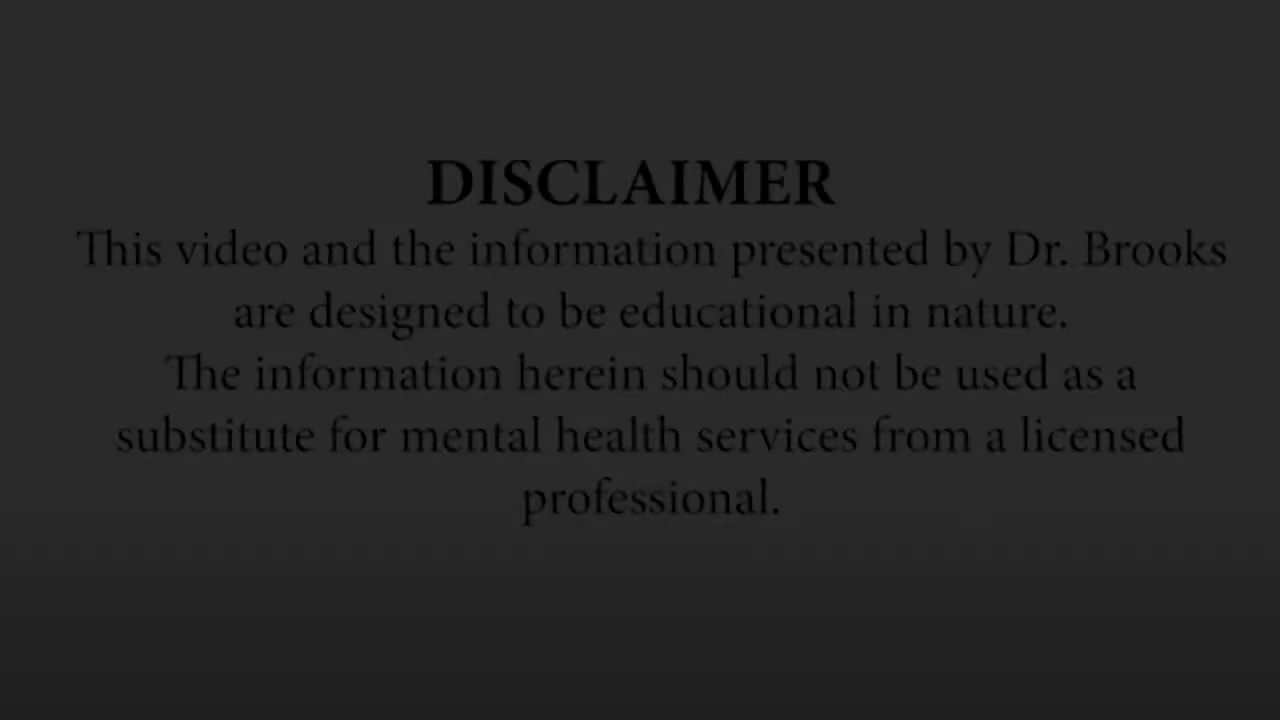 DISCLAIMER
This video and the information presented by Dr. Brooks
are designed to be educational in nature.
The information herein should not be used as a
substitute for mental health services from a licensed
professional.